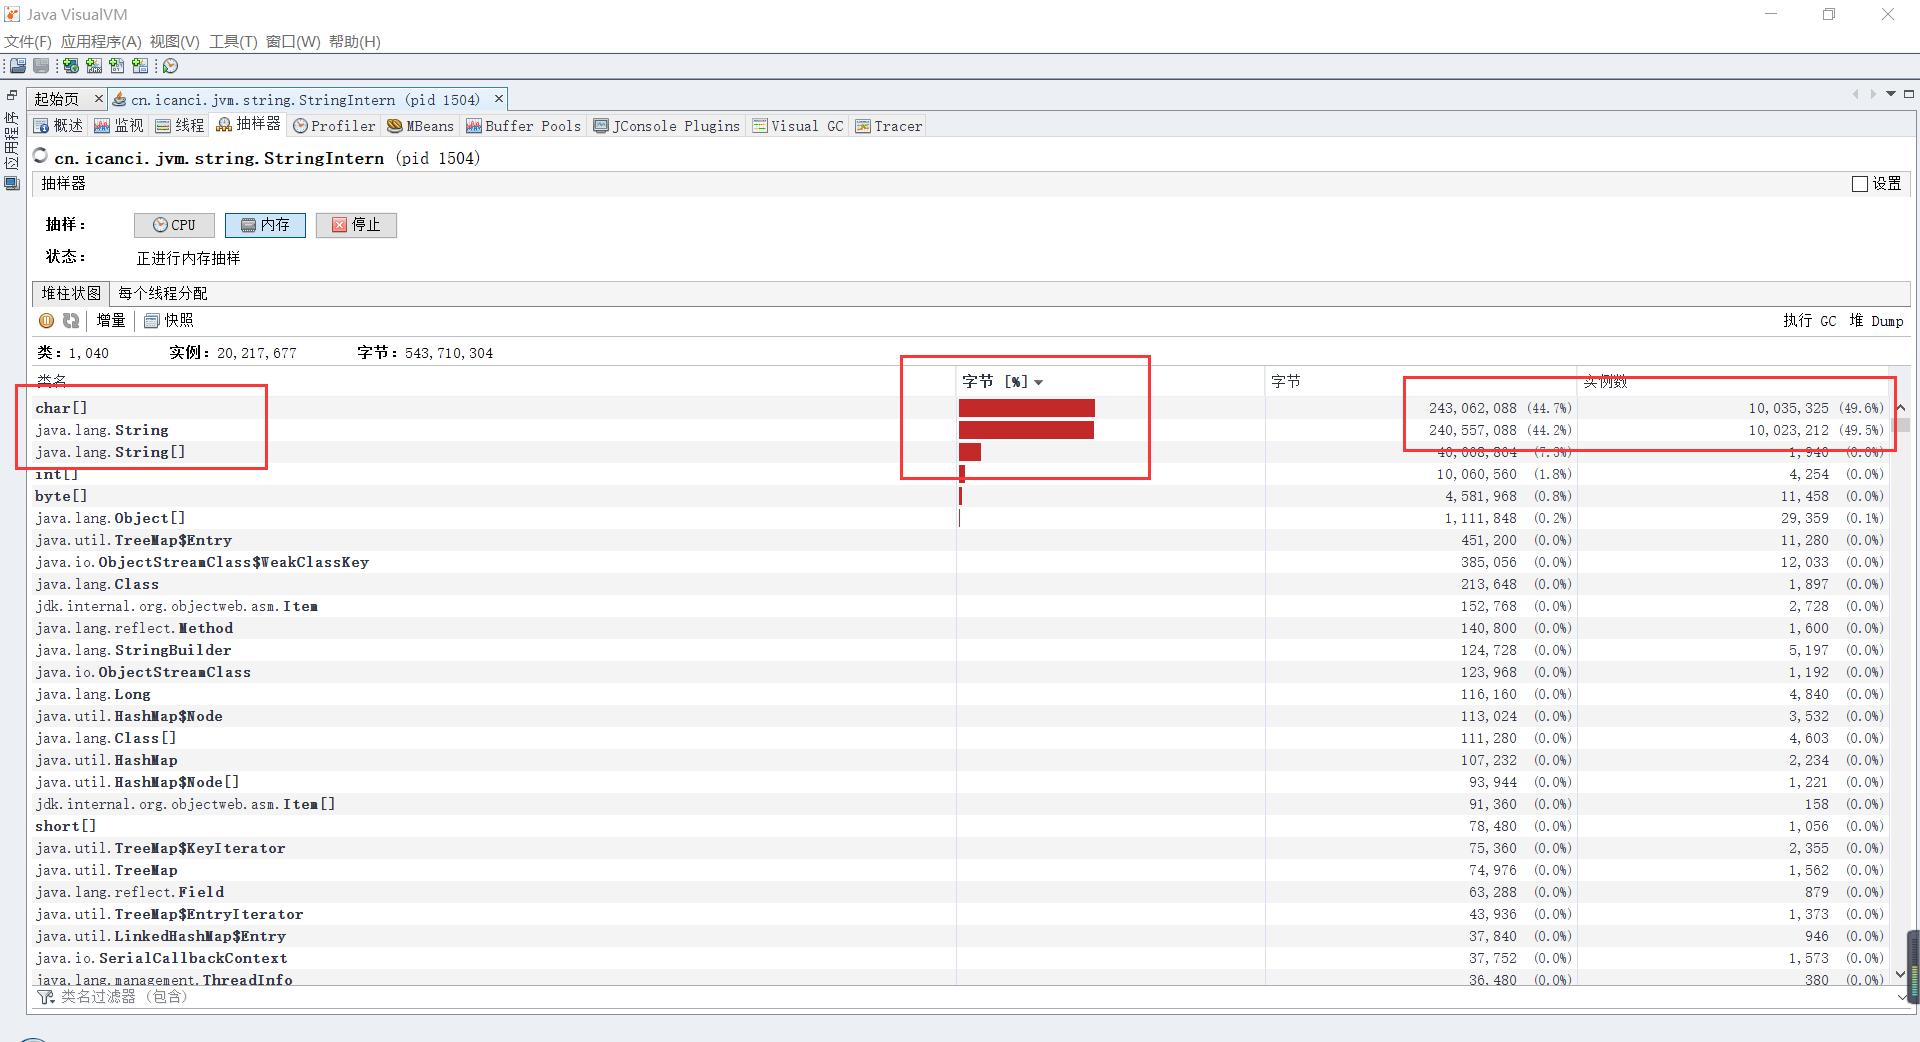 Java VisualVM
文件(F) 应用程序(A) 视图(V) 工具(T) 窗口(W) 帮助(H)
起始页 cn.icanci.jvm.string.StringIntern (pid 1504)
应用程序
概述 监视 线程 抽样器 Profiler MBeans Buffer Pools JConsole Plugins Visual GC Tracer
cn.icanci.jvm.string.StringIntern (pid 1504)
抽样器 设置
抽样： CPU 内存 停止
状态： 正进行内存抽样
堆柱状图 每个线程分配
增量 快照 执行 GC 堆 Dump
类：1,040 实例：20,217,677 字节：543,710,304
类名 字节 [%] 字节 实例数
char[] 243,062,088 (44.7%) 10,035,325 (49.6%)
java.lang.String 240,557,088 (44.2%) 10,023,212 (49.5%)
java.lang.String[] 40,008,864 (7.3%) 1,940 (0.0%)
int[] 10,060,560 (1.8%) 4,254 (0.0%)
byte[] 4,581,968 (0.8%) 11,458 (0.0%)
java.lang.Object[] 1,111,848 (0.2%) 29,359 (0.1%)
java.util.TreeMap$Entry 451,200 (0.0%) 11,280 (0.0%)
java.io.ObjectStreamClass$WeakClassKey 385,056 (0.0%) 12,033 (0.0%)
java.lang.Class 213,648 (0.0%) 1,897 (0.0%)
jdk.internal.org.objectweb.asm.Item 152,768 (0.0%) 2,728 (0.0%)
java.lang.reflect.Method 140,800 (0.0%) 1,600 (0.0%)
java.lang.StringBuilder 124,728 (0.0%) 5,197 (0.0%)
java.io.ObjectStreamClass 123,968 (0.0%) 1,192 (0.0%)
java.lang.Long 116,160 (0.0%) 4,840 (0.0%)
java.util.HashMap$Node 113,024 (0.0%) 3,532 (0.0%)
java.lang.Class[] 111,280 (0.0%) 4,603 (0.0%)
java.util.HashMap 107,232 (0.0%) 2,234 (0.0%)
java.util.HashMap$Node[] 93,944 (0.0%) 1,221 (0.0%)
jdk.internal.org.objectweb.asm.Item[] 91,360 (0.0%) 158 (0.0%)
short[] 78,480 (0.0%) 1,056 (0.0%)
java.util.TreeMap$KeyIterator 75,360 (0.0%) 2,355 (0.0%)
java.util.TreeMap 74,976 (0.0%) 1,562 (0.0%)
java.lang.reflect.Field 63,288 (0.0%) 879 (0.0%)
java.util.TreeMap$EntryIterator 43,936 (0.0%) 1,373 (0.0%)
java.util.LinkedHashMap$Entry 37,840 (0.0%) 946 (0.0%)
java.io.SerialCallbackContext 37,752 (0.0%) 1,573 (0.0%)
java.lang.management.ThreadInfo 36,480 (0.0%) 380 (0.0%)
类名过滤器（包含）